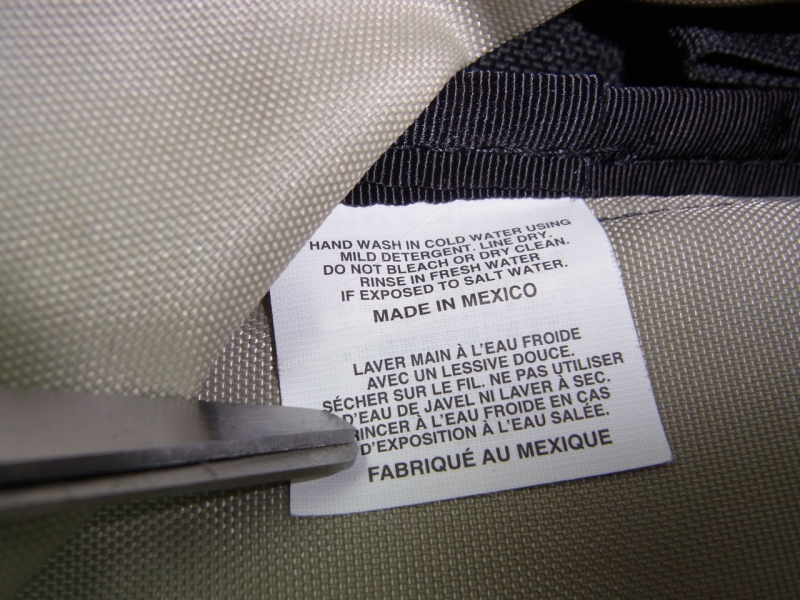 HAND WASH IN COLD WATER USING
MILD DETERGENT. LINE DRY.
DO NOT BLEACH OR DRY CLEAN.
RINSE IN FRESH WATER
IF EXPOSED TO SALT WATER.
MADE IN MEXICO
LAVER MAIN À L'EAU FROIDE
AVEC UN LESSIVE DOUCE.
SÉCHER SUR LE FIL. NE PAS UTILISER
D'EAU DE JAVEL NI LAVER À SEC.
RINCER À L'EAU FROIDE EN CAS
D'EXPOSITION À L'EAU SALÉE.
FABRIQUÉ AU MEXIQUE